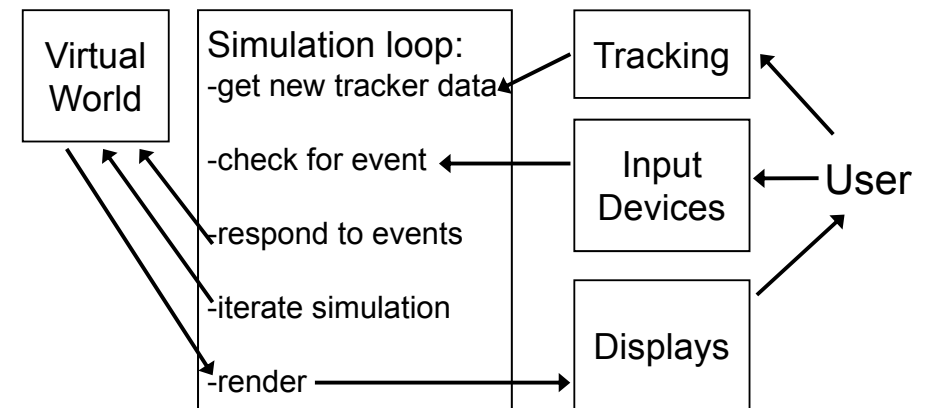 Virtual
World
Simulation loop:
-get new tracker data
-check for event
-respond to events
-iterate simulation
-render
Tracking
Input
Devices
Displays
User